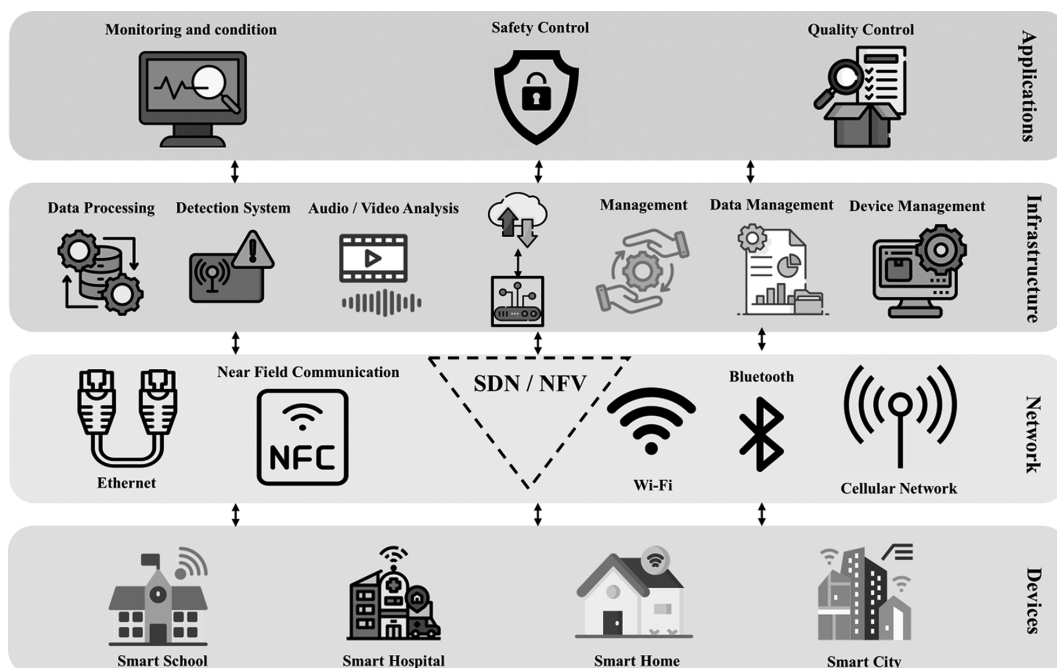 Monitoring and condition
Safety Control
Quality Control
Applications
Data Processing
Detection System
Audio / Video Analysis
Management
Data Management
Device Management
Infrastructure
Near Field Communication
SDN / NFV
Bluetooth
NFC
Ethernet
Wi-Fi
Cellular Network
Network
Smart School
Smart Hospital
Smart Home
Smart City
Devices